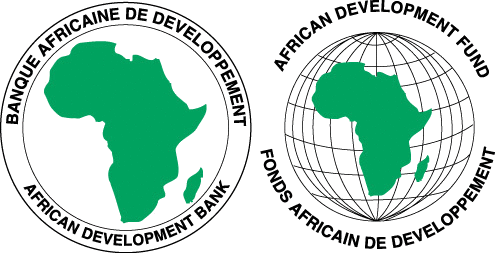 BANQUE AFRICAINE DE DEVELOPPEMENT
AFRICAN DEVELOPMENT BANK
AFRICAN DEVELOPMENT FUND
FONDS AFRICAIN DE DEVELOPPEMENT